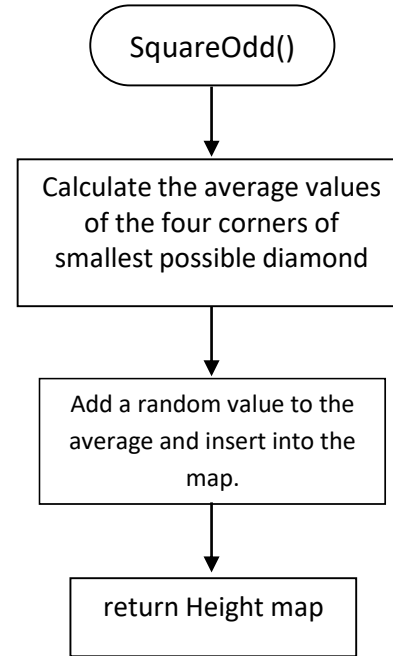 SquareOdd()
Calculate the average values
of the four corners of
smallest possible diamond
Add a random value to the
average and insert into the
map.
return Height map